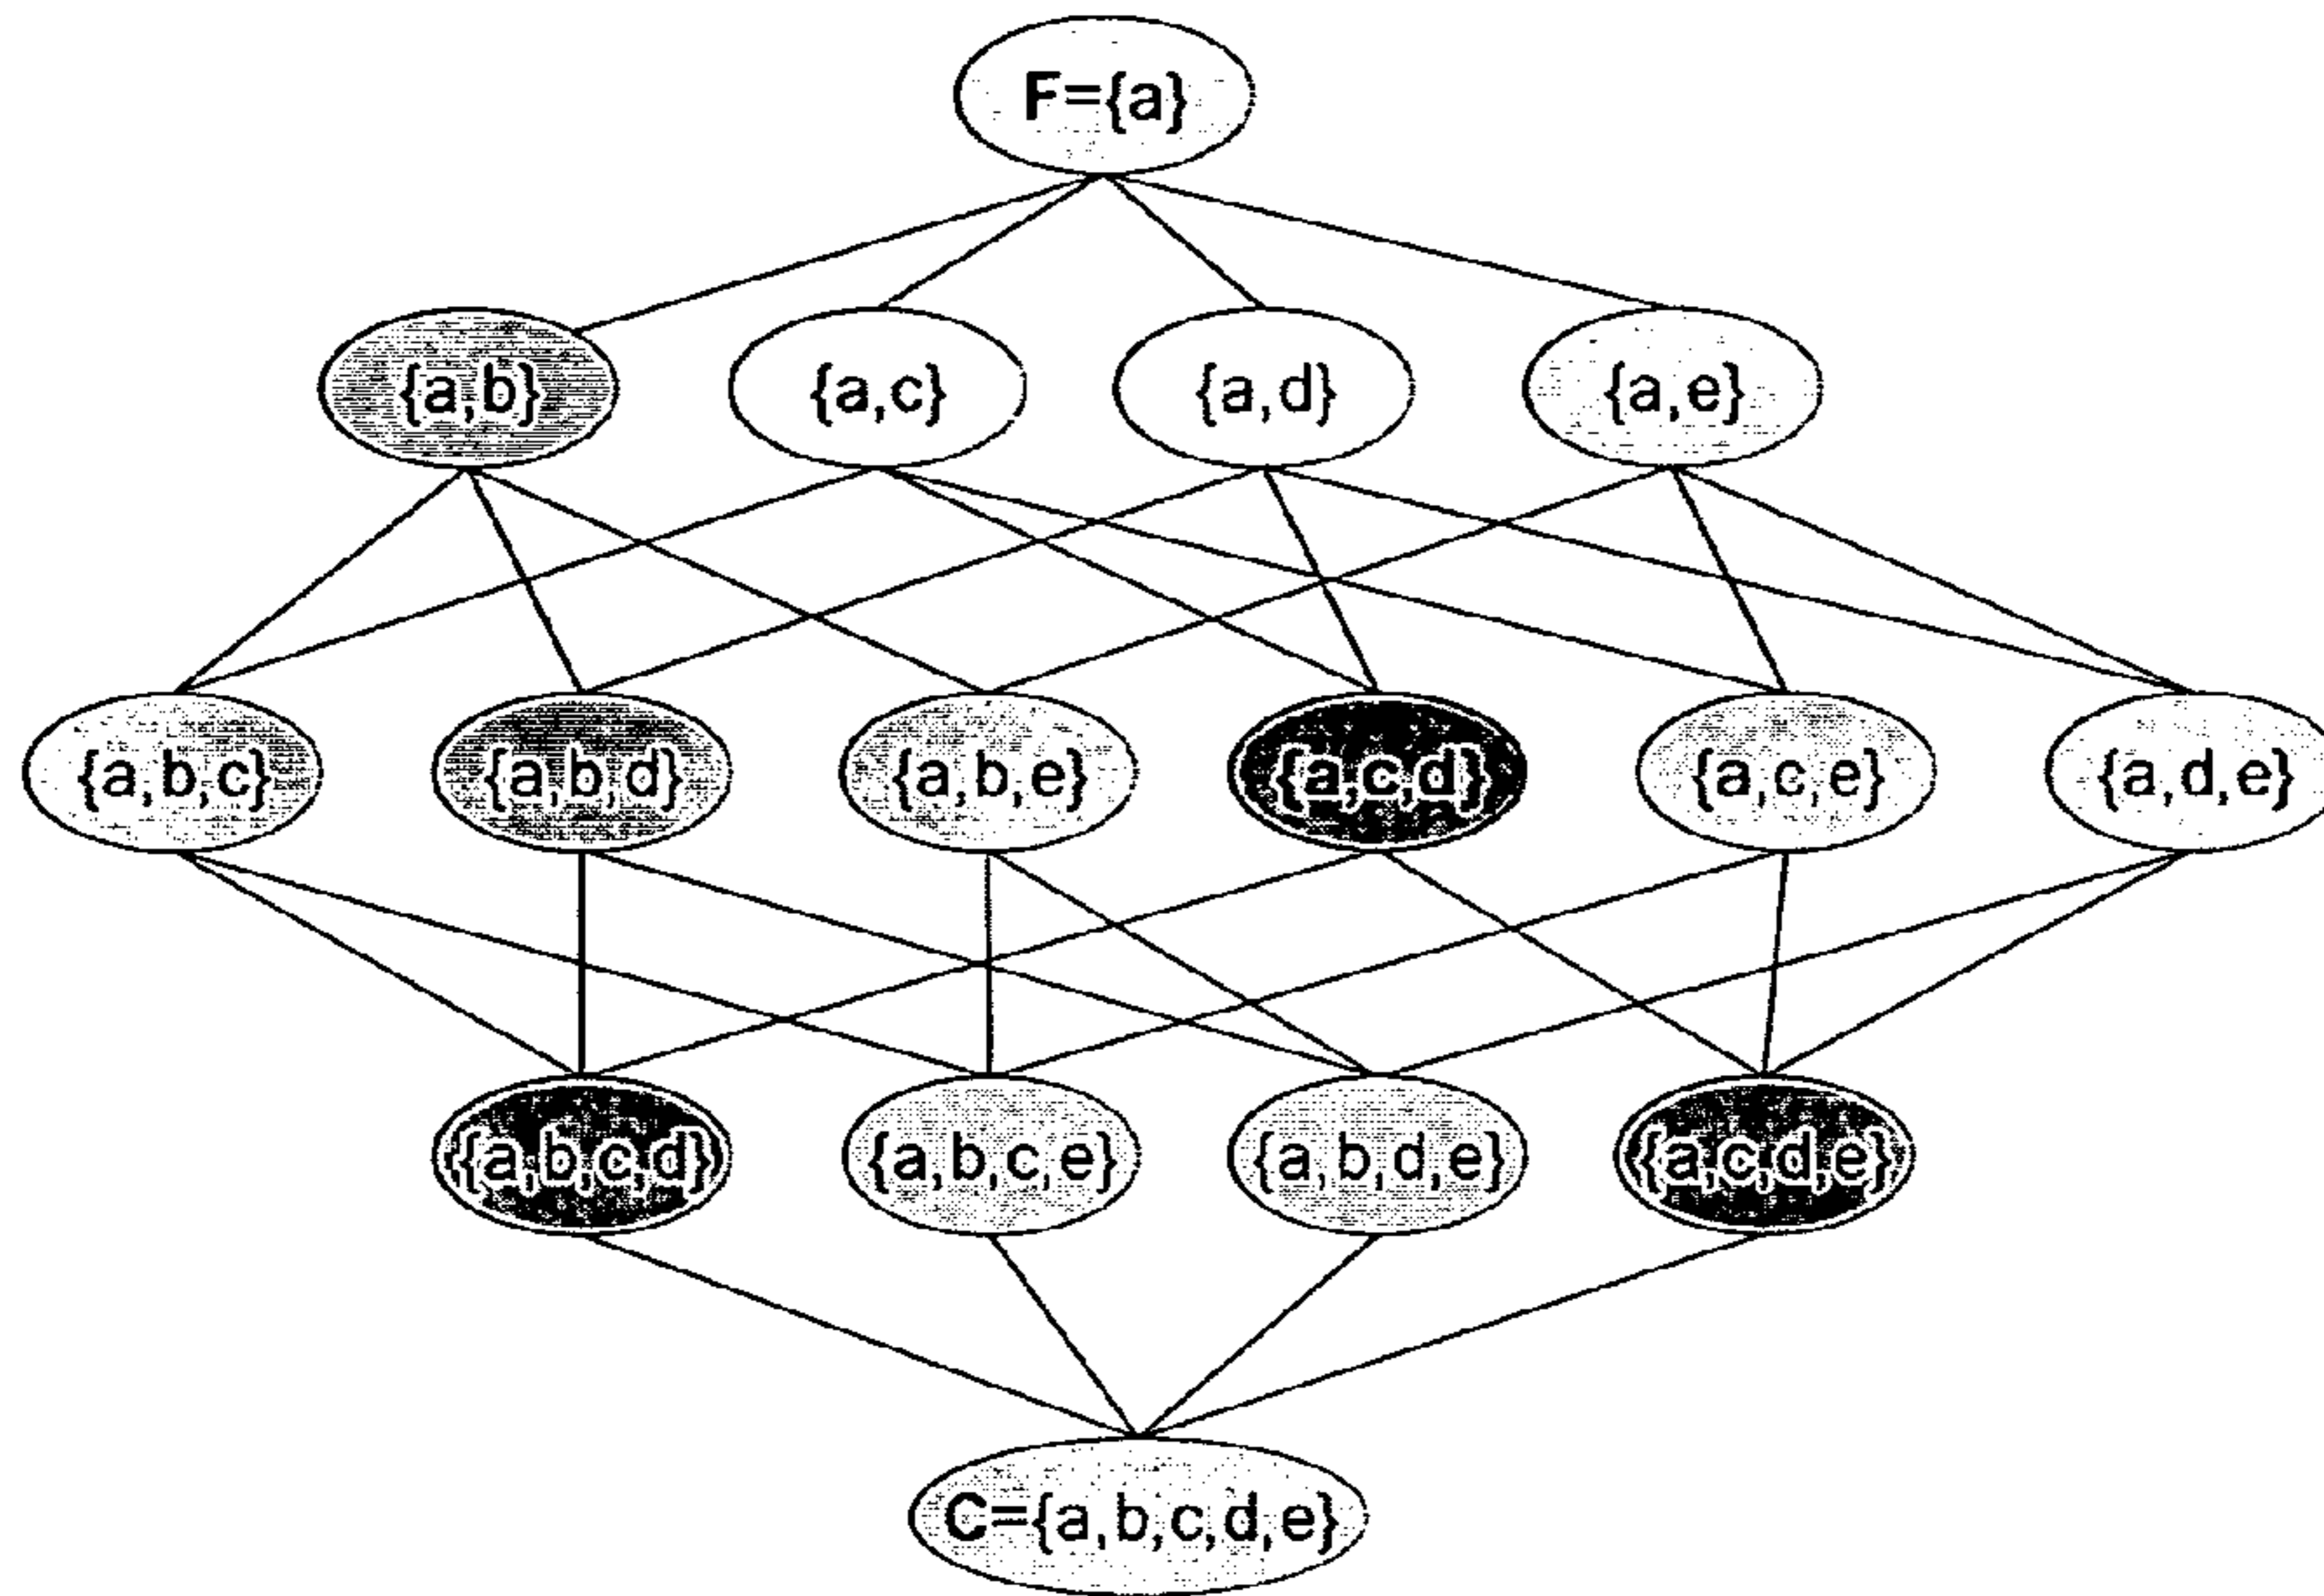 F={a}
{a,b} {a,c} {a,d} {a,e}
{a,b,c} {a,b,d} {a,b,e} {a,c,d} {a,c,e} {a,d,e}
{a,b,c,d} {a,b,c,e} {a,b,d,e} {a,c,d,e}
C={a,b,c,d,e}